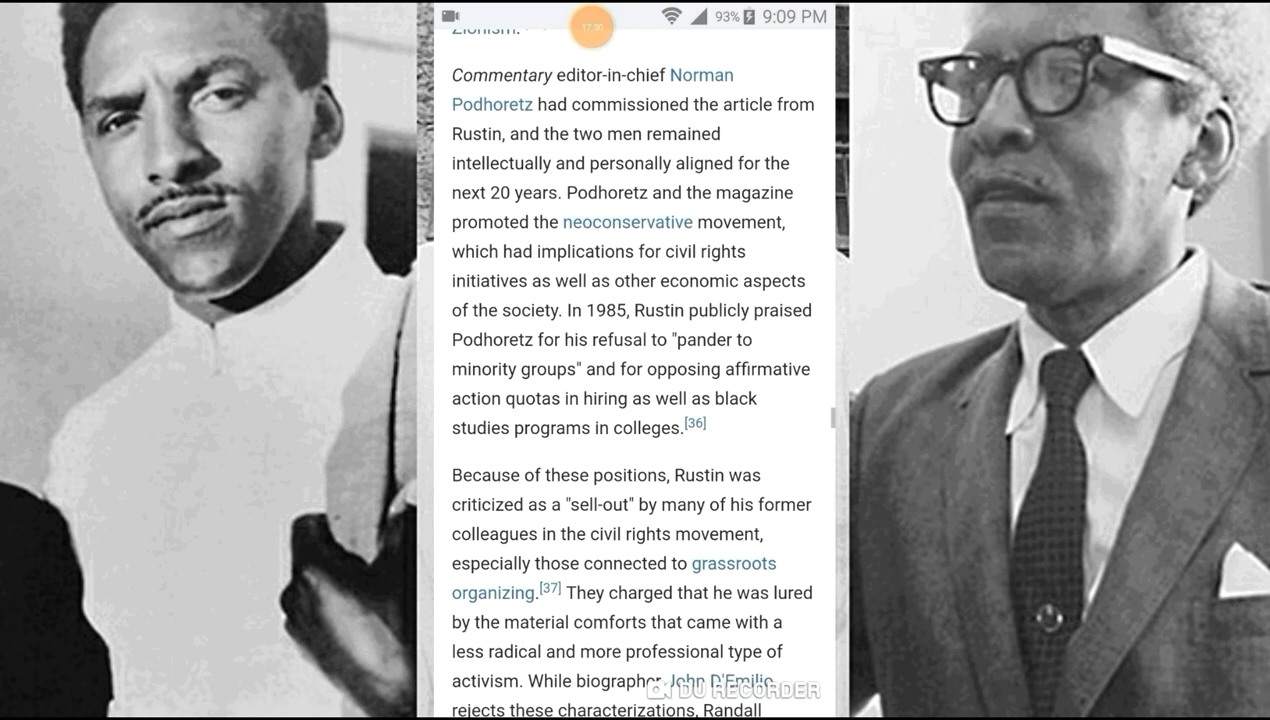 93% 9:09 PM
17:30
Zionism.
Commentary editor-in-chief Norman
Podhoretz had commissioned the article from
Rustin, and the two men remained
intellectually and personally aligned for the
next 20 years. Podhoretz and the magazine
promoted the neoconservative movement,
which had implications for civil rights
initiatives as well as other economic aspects
of the society. In 1985, Rustin publicly praised
Podhoretz for his refusal to "pander to
minority groups" and for opposing affirmative
action quotas in hiring as well as black
studies programs in colleges.[36]
Because of these positions, Rustin was
criticized as a "sell-out" by many of his former
colleagues in the civil rights movement,
especially those connected to grassroots
organizing.[37] They charged that he was lured
by the material comforts that came with a
less radical and more professional type of
activism. While biographer John D'Emilio
DU RECORDER
rejects these characterizations, Randall